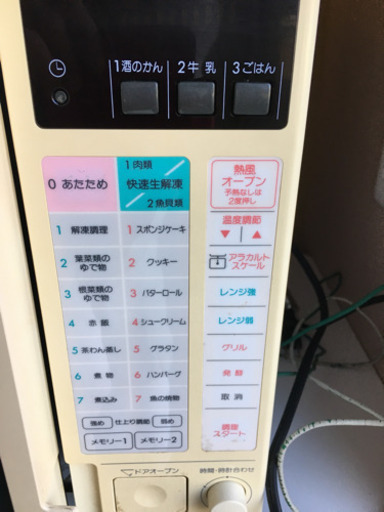 1酒のかん 2牛乳 3ごはん
0 あたため
1肉類
快速生解凍
2魚貝類
熱風
オーブン
予熱なしは
2度押し
温度調節
▼ ▲
1 解凍調理
1 スポンジケーキ
アラカルト
スケール
2 葉菜類の
ゆで物
2 クッキー
3 根菜類の
ゆで物
3 バターロール
レンジ強
4 赤飯
4 シュークリーム
レンジ弱
5 茶わん蒸し
5 グラタン
グリル
6 煮物
6 ハンバーグ
発酵
7 煮込み
7 魚の焼物
取消
強め 仕上り調節 弱め
メモリー1 メモリー2
調理
スタート
▽ドアオープン
時間・時計合わせ